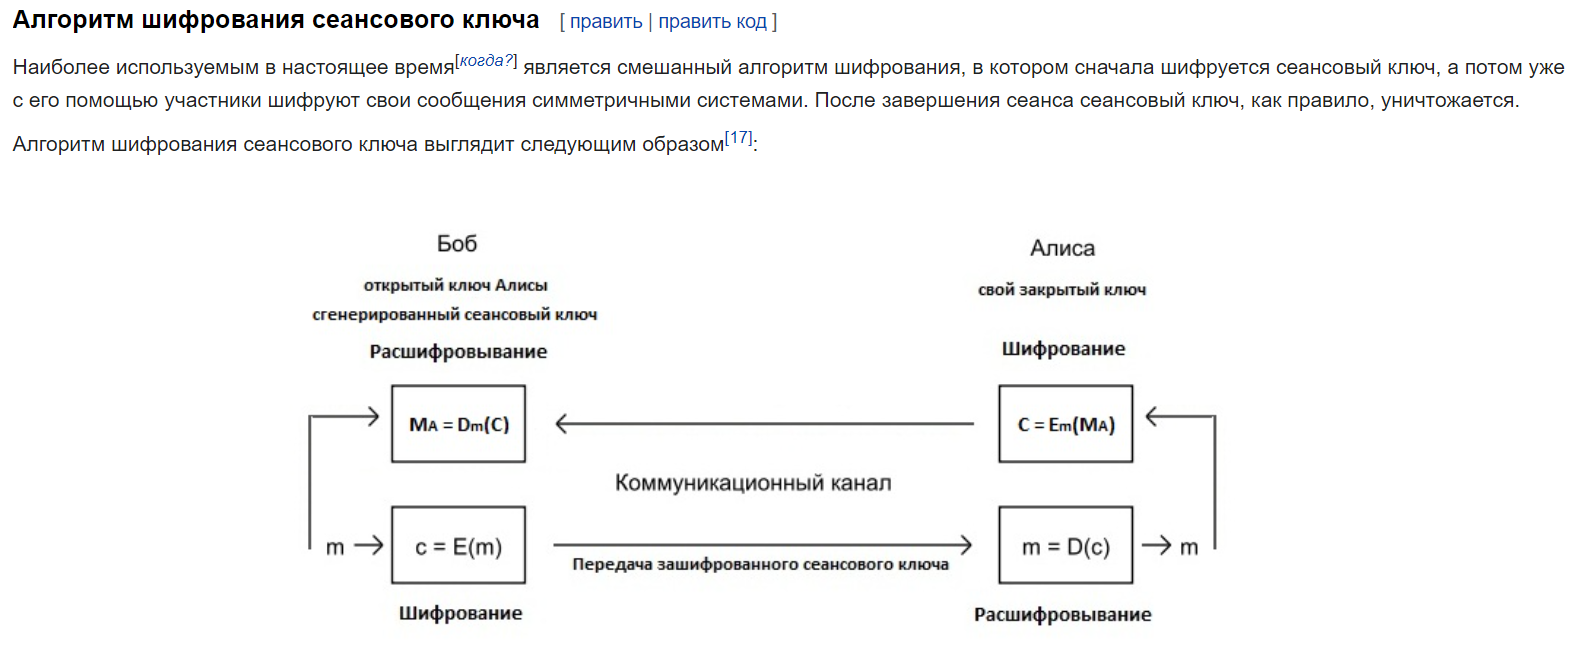 Алгоритм шифрования сеансового ключа [ править | править код ]
Наиболее используемым в настоящее время[когда?] является смешанный алгоритм шифрования, в котором сначала шифруется сеансовый ключ, а потом уже
с его помощью участники шифруют свои сообщения симметричными системами. После завершения сеанса сеансовый ключ, как правило, уничтожается.
Алгоритм шифрования сеансового ключа выглядит следующим образом[17]:
Боб
Алиса
открытый ключ Алисы
сгенерированный сеансовый ключ
свой закрытый ключ
Расшифровывание
Шифрование
MA = Dm(C)
C = Em(MA)
Коммуникационный канал
m
c = E(m)
m = D(c)
m
Передача зашифрованного сеансового ключа
Шифрование
Расшифровывание